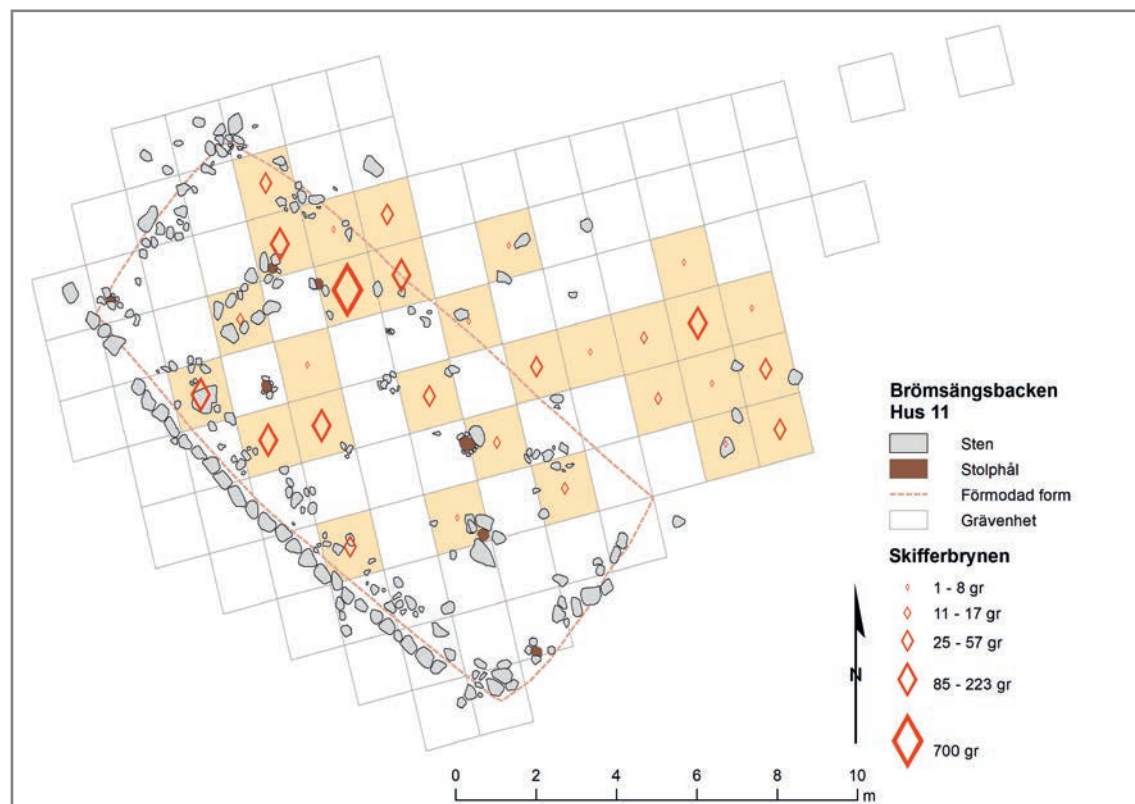 Brömsängsbacken
Hus 11
Sten
Stolphål
Förmodad form
Grävenhet
Skifferbrynen
1 - 8 gr
11 - 17 gr
25 - 57 gr
85 - 223 gr
700 gr
N
0 2 4 6 8 10
m